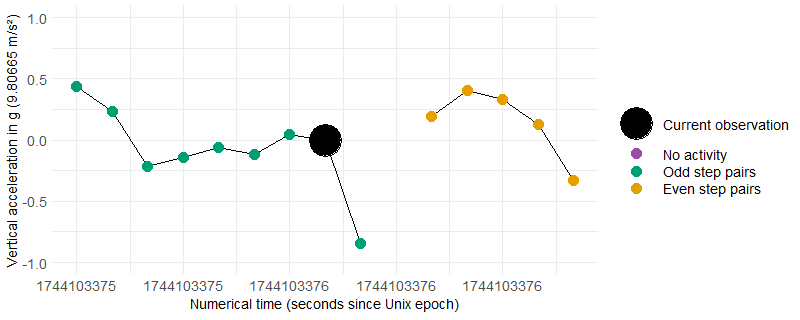 Vertical acceleration in g (9.80665 m/s²)
1.0
0.5
0.0
-0.5
-1.0
1744103375 1744103375 1744103376 1744103376 1744103376
Numerical time (seconds since Unix epoch)
Current observation
No activity
Odd step pairs
Even step pairs